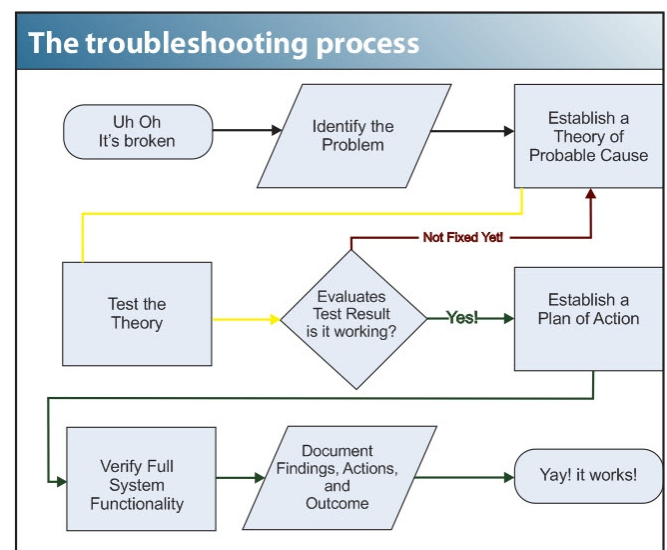 The troubleshooting process
Uh Oh
It's broken
Identify the
Problem
Establish a
Theory of
Probable Cause
Not Fixed Yet!
Test the
Theory
Evaluates
Test Result
is it working?
Yes!
Establish a
Plan of Action
Verify Full
System
Functionality
Document
Findings, Actions,
and
Outcome
Yay! it works!